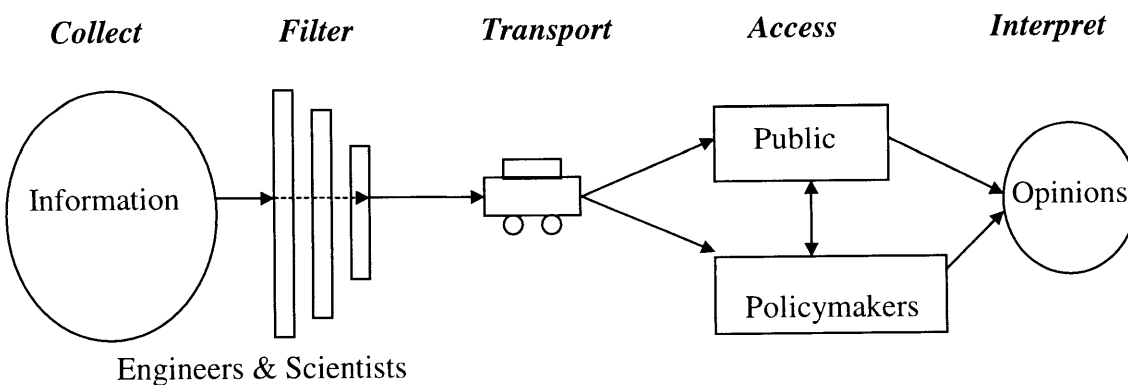 Collect Filter Transport Access Interpret
Public
Information
Opinions
Policymakers
Engineers & Scientists